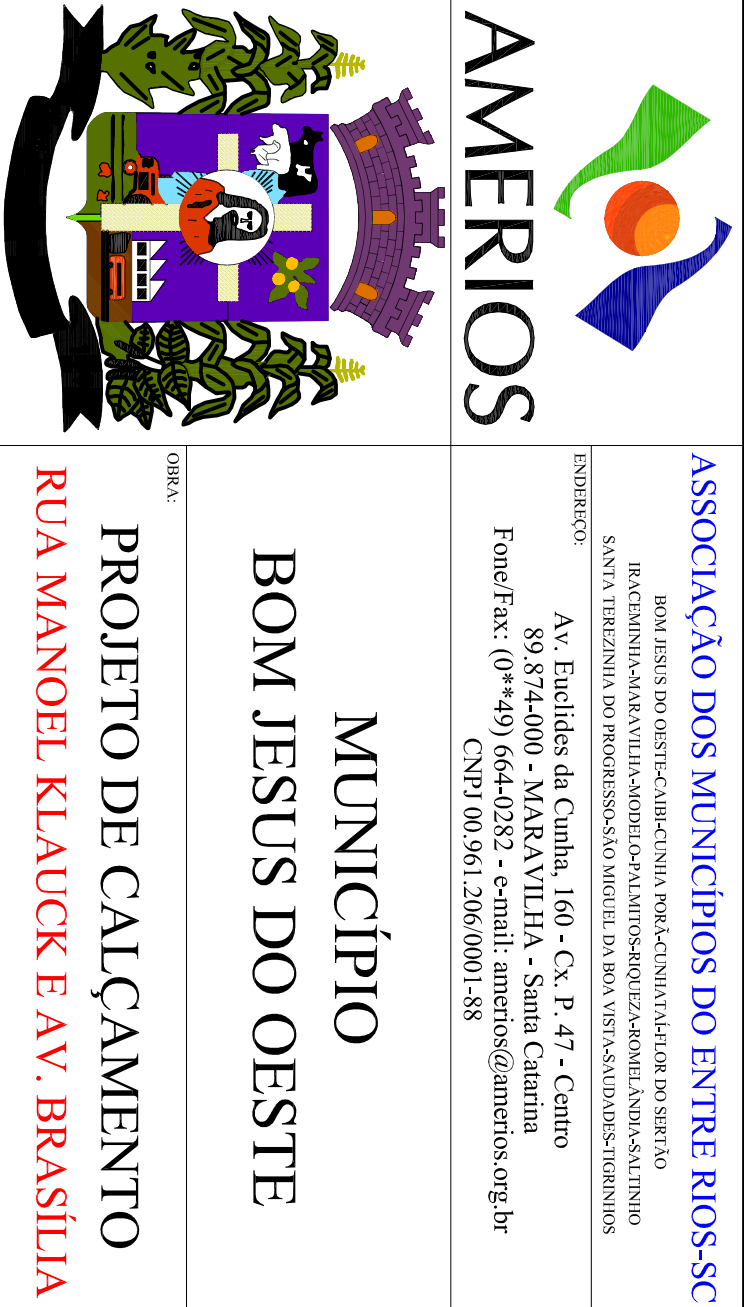 AMERIOS
ASSOCIAÇÃO DOS MUNICÍPIOS DO ENTRE RIOS-SC
BOM JESUS DO OESTE-CAIBI-CUNHA PORÃ-CUNHATAÍ-FLOR DO SERTÃO
IRACEMINHA-MARAVILHA-MODELO-PALMITOS-RIQUEZA-ROMELÂNDIA-SALTINHO
SANTA TEREZINHA DO PROGRESSO-SÃO MIGUEL DA BOA VISTA-SAUDADES-TIGRINHOS
ENDEREÇO:
Av. Euclides da Cunha, 160 - Cx. P. 47 - Centro
89.874-000 - MARAVILHA - Santa Catarina
Fone/Fax: (0**49) 664-0282 - e-mail: amerios@amerios.org.br
CNPJ 00.961.206/0001-88
MUNICÍPIO
BOM JESUS DO OESTE
OBRA:
PROJETO DE CALÇAMENTO
RUA MANOEL KLAUCK E AV. BRASÍLIA